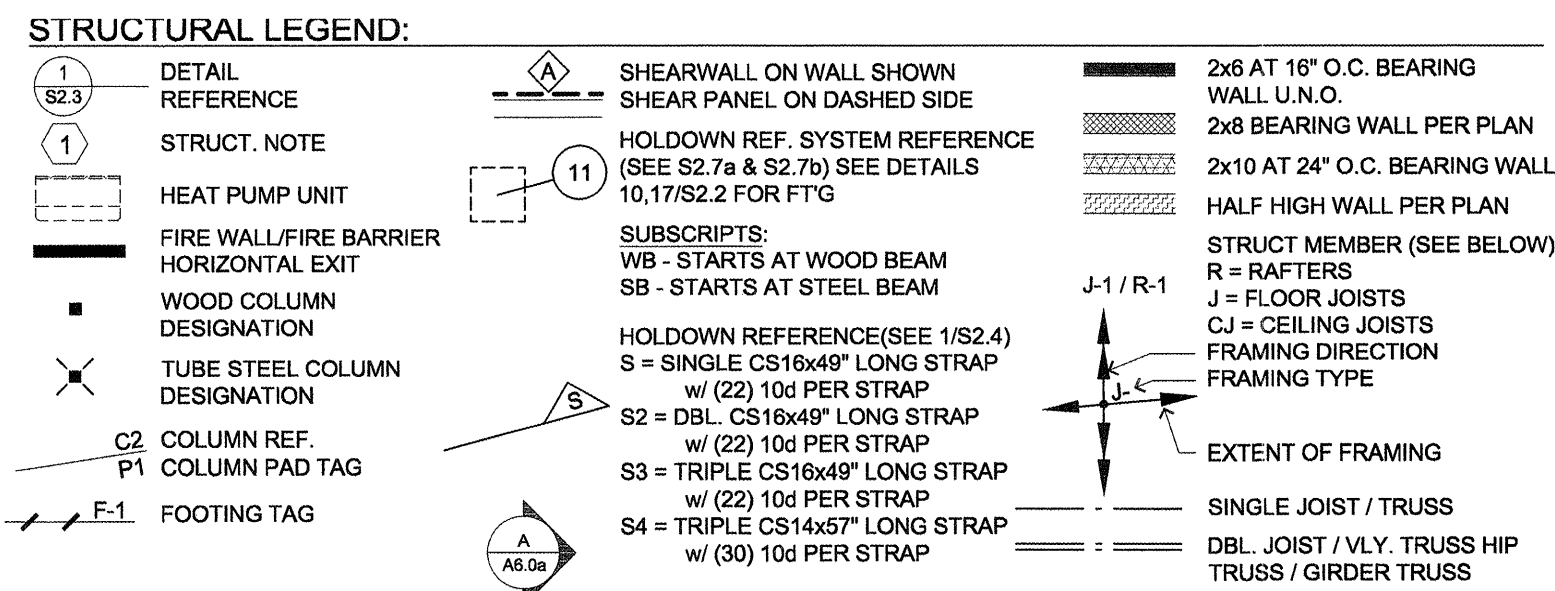 STRUCTURAL LEGEND:
1
S2.3
DETAIL
REFERENCE
1
STRUCT. NOTE
HEAT PUMP UNIT
FIRE WALL/FIRE BARRIER
HORIZONTAL EXIT
WOOD COLUMN
DESIGNATION
TUBE STEEL COLUMN
DESIGNATION
C2 COLUMN REF.
P1 COLUMN PAD TAG
F-1 FOOTING TAG
A
SHEARWALL ON WALL SHOWN
SHEAR PANEL ON DASHED SIDE
11
HOLDOWN REF. SYSTEM REFERENCE
(SEE S2.7a & S2.7b) SEE DETAILS
10,17/S2.2 FOR FT'G
SUBSCRIPTS:
WB - STARTS AT WOOD BEAM
SB - STARTS AT STEEL BEAM
S
HOLDOWN REFERENCE(SEE 1/S2.4)
S = SINGLE CS16x49" LONG STRAP
w/ (22) 10d PER STRAP
S2 = DBL. CS16x49" LONG STRAP
w/ (22) 10d PER STRAP
S3 = TRIPLE CS16x49" LONG STRAP
w/ (22) 10d PER STRAP
S4 = TRIPLE CS14x57" LONG STRAP
w/ (30) 10d PER STRAP
A
A6.0a
2x6 AT 16" O.C. BEARING
WALL U.N.O.
2x8 BEARING WALL PER PLAN
2x10 AT 24" O.C. BEARING WALL
HALF HIGH WALL PER PLAN
J-1 / R-1
J-
STRUCT MEMBER (SEE BELOW)
R = RAFTERS
J = FLOOR JOISTS
CJ = CEILING JOISTS
FRAMING DIRECTION
FRAMING TYPE
EXTENT OF FRAMING
SINGLE JOIST / TRUSS
DBL. JOIST / VLY. TRUSS HIP
TRUSS / GIRDER TRUSS